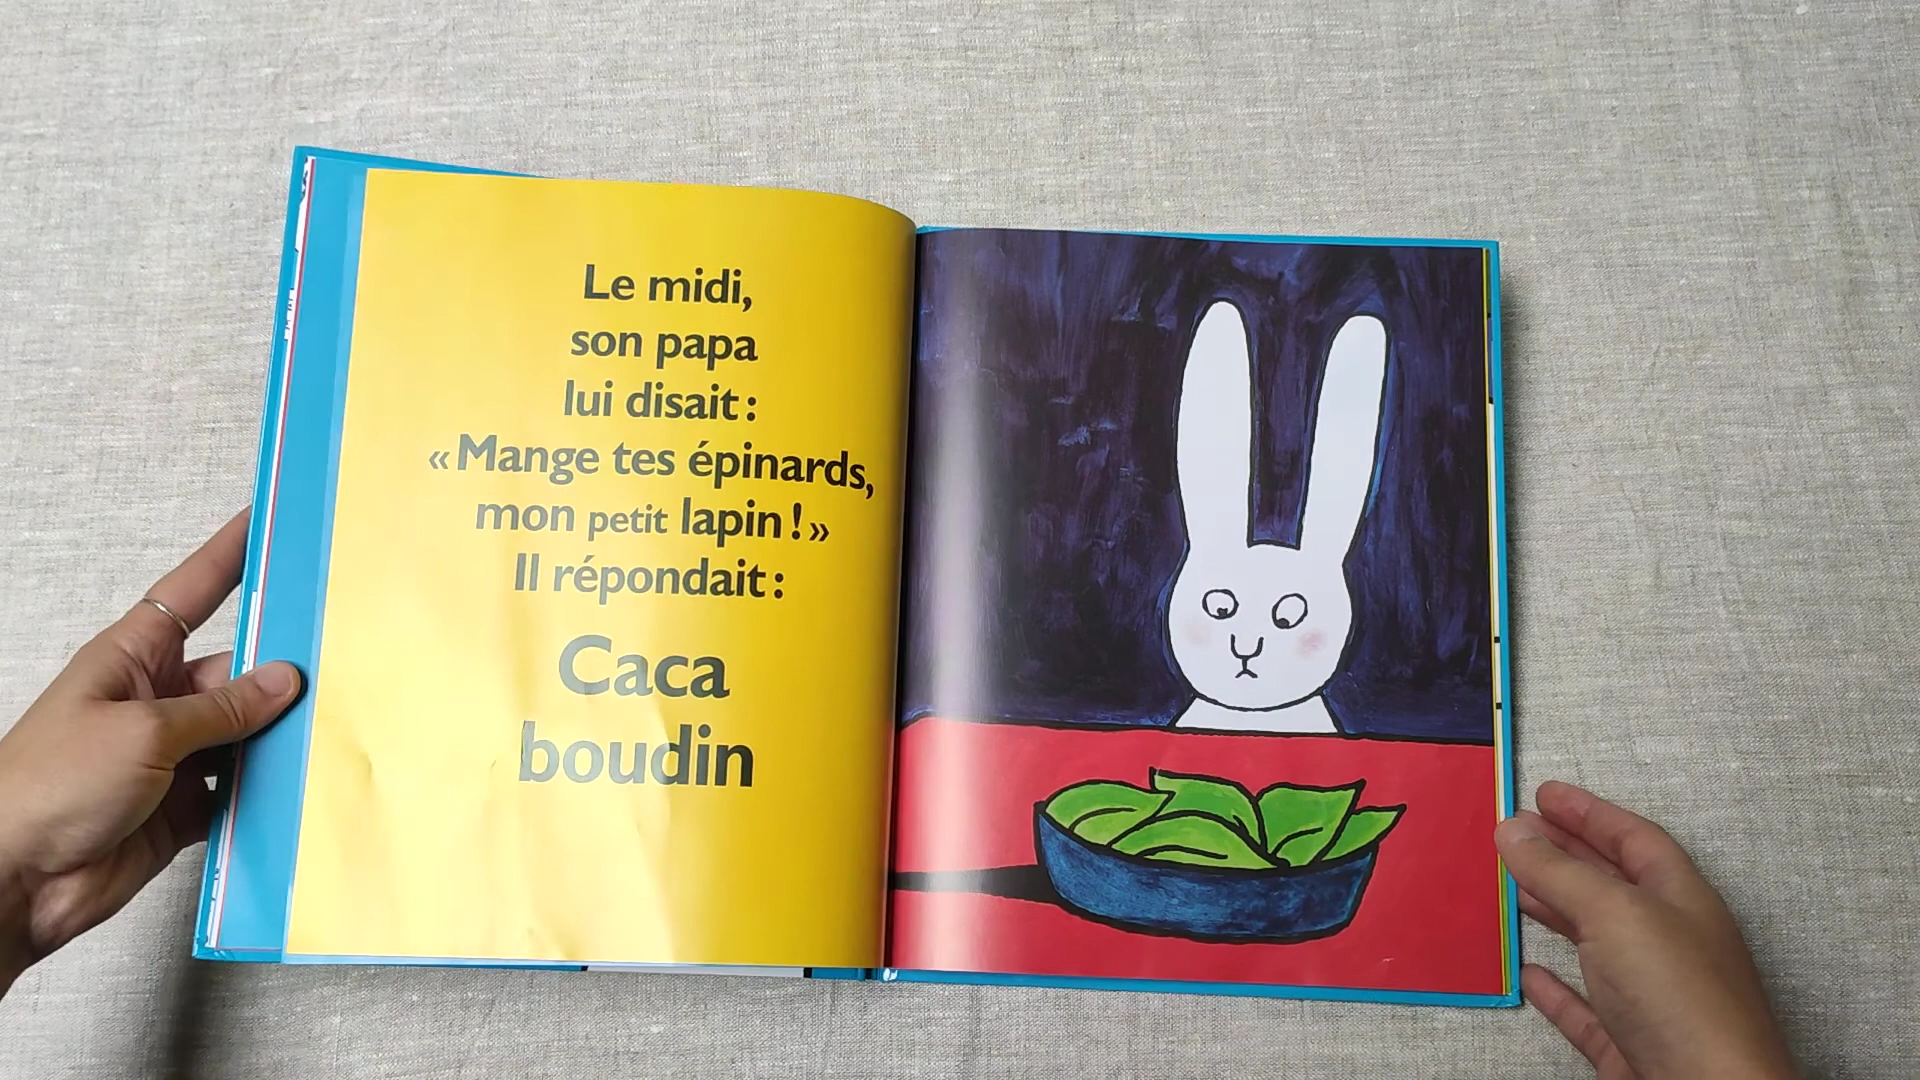 Le midi,
son papa
lui disait :
« Mange tes épinards,
mon petit lapin ! »
Il répondait :
Caca
boudin